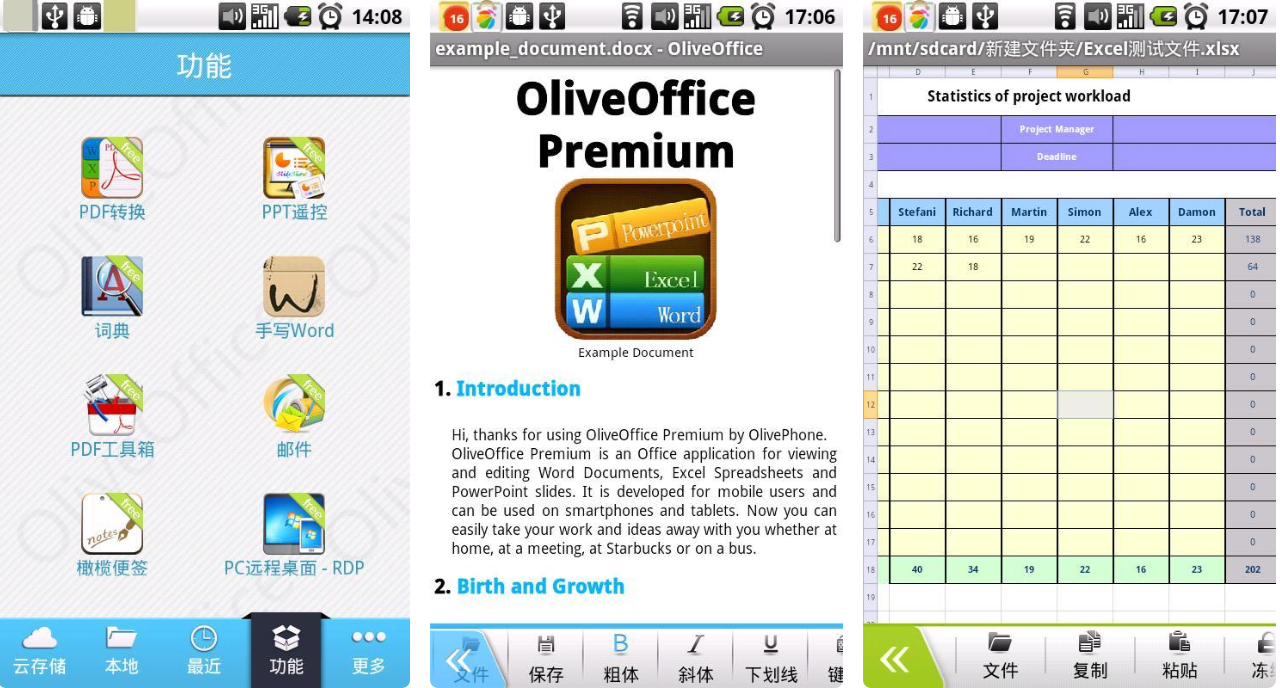 14:08
功能
PDF转换
PPT遥控
词典
手写Word
PDF工具箱
邮件
橄榄便签
PC远程桌面 - RDP
云存储
本地
最近
功能
更多
16
17:06
example_document.docx - OliveOffice
OliveOffice
Premium
P Powerpoint
X Excel
W Word
Example Document
1. Introduction
Hi, thanks for using OliveOffice Premium by OlivePhone.
OliveOffice Premium is an Office application for viewing
and editing Word Documents, Excel Spreadsheets and
PowerPoint slides. It is developed for mobile users and
can be used on smartphones and tablets. Now you can
easily take your work and ideas away with you whether at
home, at a meeting, at Starbucks or on a bus.
2. Birth and Growth
文件
保存
B
粗体
I
斜体
U
下划线
键
16
17:07
/mnt/sdcard/新建文件夹/Excel测试文件.xlsx
D E F G H I J
1 Statistics of project workload
2 Project Manager
3 Deadline
4
5 Stefani Richard Martin Simon Alex Damon Total
6 18 16 19 22 16 23 138
7 22 18 64
8 0
9 0
10 0
11 0
12 0
13 0
14 0
15 0
16 0
17 0
18 40 34 19 22 16 23 202
19
文件
复制
粘贴
冻